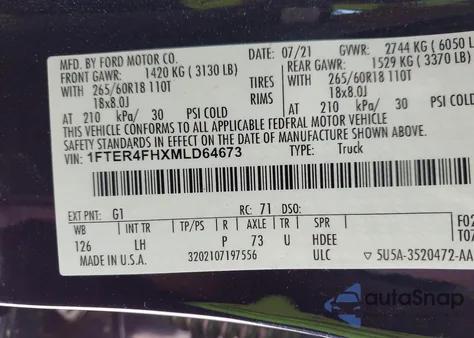 MFD. BY FORD MOTOR CO.
DATE: 07/21 GVWR: 2744 KG ( 6050 LB
FRONT GAWR: 1420 KG ( 3130 LB)
REAR GAWR: 1529 KG ( 3370 LB)
WITH 265/60R18 110T TIRES WITH 265/60R18 110T
18x8.0J RIMS 18x8.0J
AT 210 kPa/ 30 PSI COLD AT 210 kPa/ 30 PSI COLD
THIS VEHICLE CONFORMS TO ALL APPLICABLE FEDERAL MOTOR VEHICLE
SAFETY STANDARDS IN EFFECT ON THE DATE OF MANUFACTURE SHOWN
VIN: 1FTER4FHXMLD64673 TYPE: Truck
EXT PNT: G1 RC: 71 DSO:
WB INT TR TP/PS R AXLE TR SPR
126 LH P 73 U HDEE
MADE IN U.S.A. 3202107197556 ULC 5U5A-3520472-AA
autoSnap